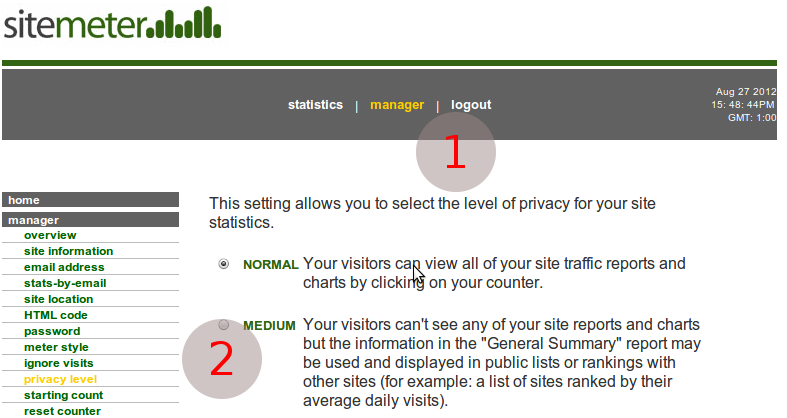 sitemeter
statistics | manager | logout
Aug 27 2012
15: 48: 44PM
GMT: 1:00
1
home
manager
overview
site information
email address
stats-by-email
site location
HTML code
password
meter style
ignore visits
privacy level
starting count
reset counter
This setting allows you to select the level of privacy for your site
statistics.
NORMAL Your visitors can view all of your site traffic reports and
charts by clicking on your counter.
2
MEDIUM Your visitors can't see any of your site reports and charts
but the information in the "General Summary" report may
be used and displayed in public lists or rankings with
other sites (for example: a list of sites ranked by their
average daily visits).